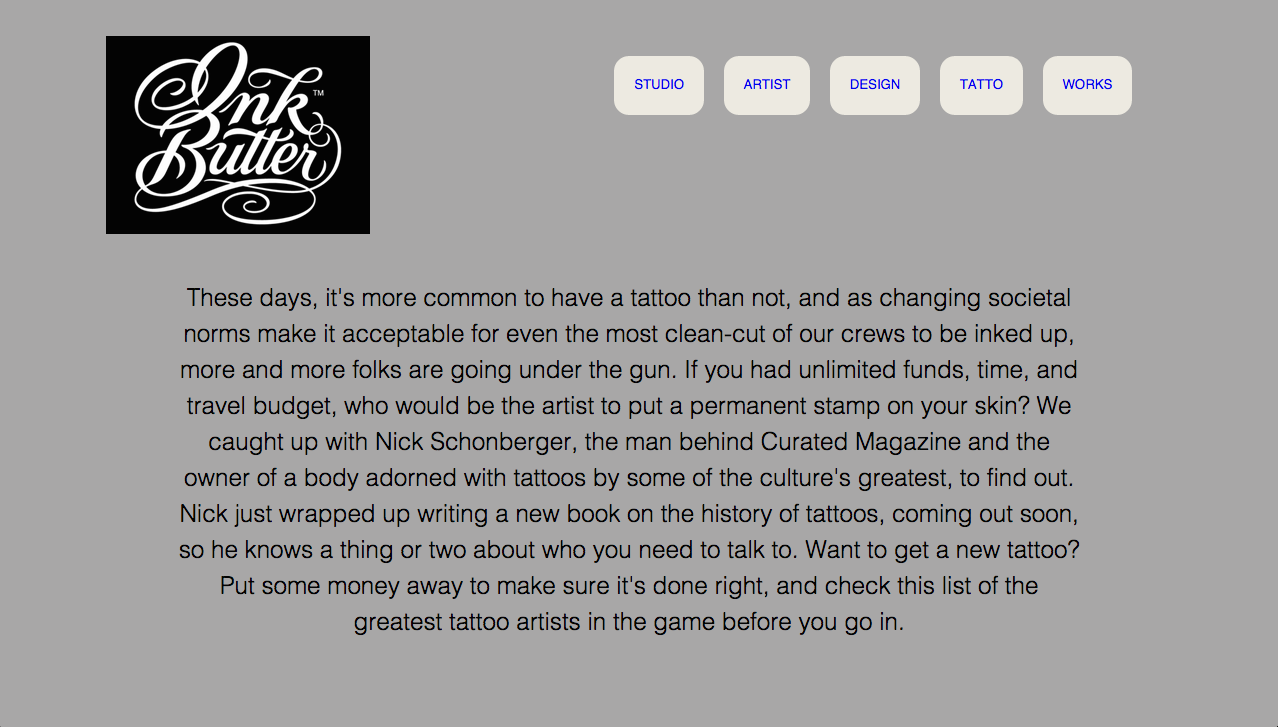 Ink
Butter™
STUDIO ARTIST DESIGN TATTO WORKS
These days, it's more common to have a tattoo than not, and as changing societal
norms make it acceptable for even the most clean-cut of our crews to be inked up,
more and more folks are going under the gun. If you had unlimited funds, time, and
travel budget, who would be the artist to put a permanent stamp on your skin? We
caught up with Nick Schonberger, the man behind Curated Magazine and the
owner of a body adorned with tattoos by some of the culture's greatest, to find out.
Nick just wrapped up writing a new book on the history of tattoos, coming out soon,
so he knows a thing or two about who you need to talk to. Want to get a new tattoo?
Put some money away to make sure it's done right, and check this list of the
greatest tattoo artists in the game before you go in.